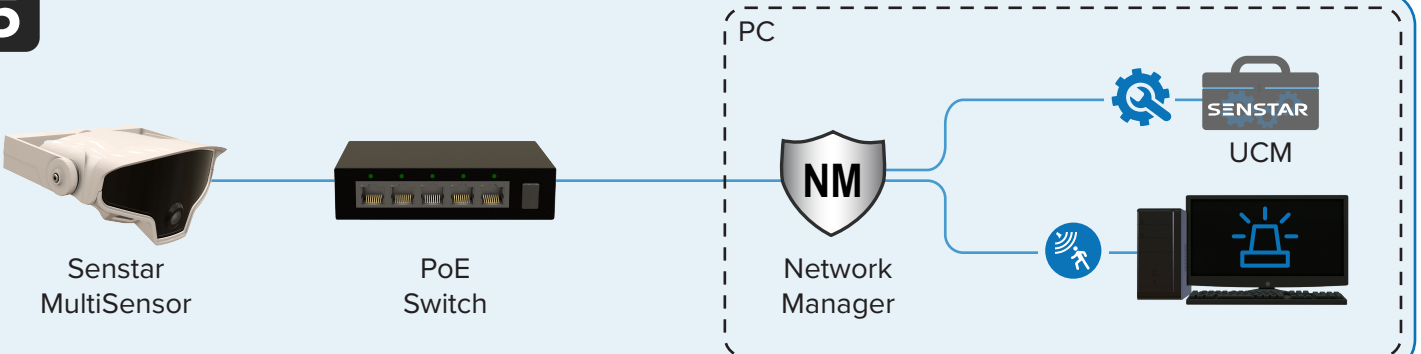 PC
SENSTAR
UCM
NM
Senstar
MultiSensor
PoE
Switch
Network
Manager